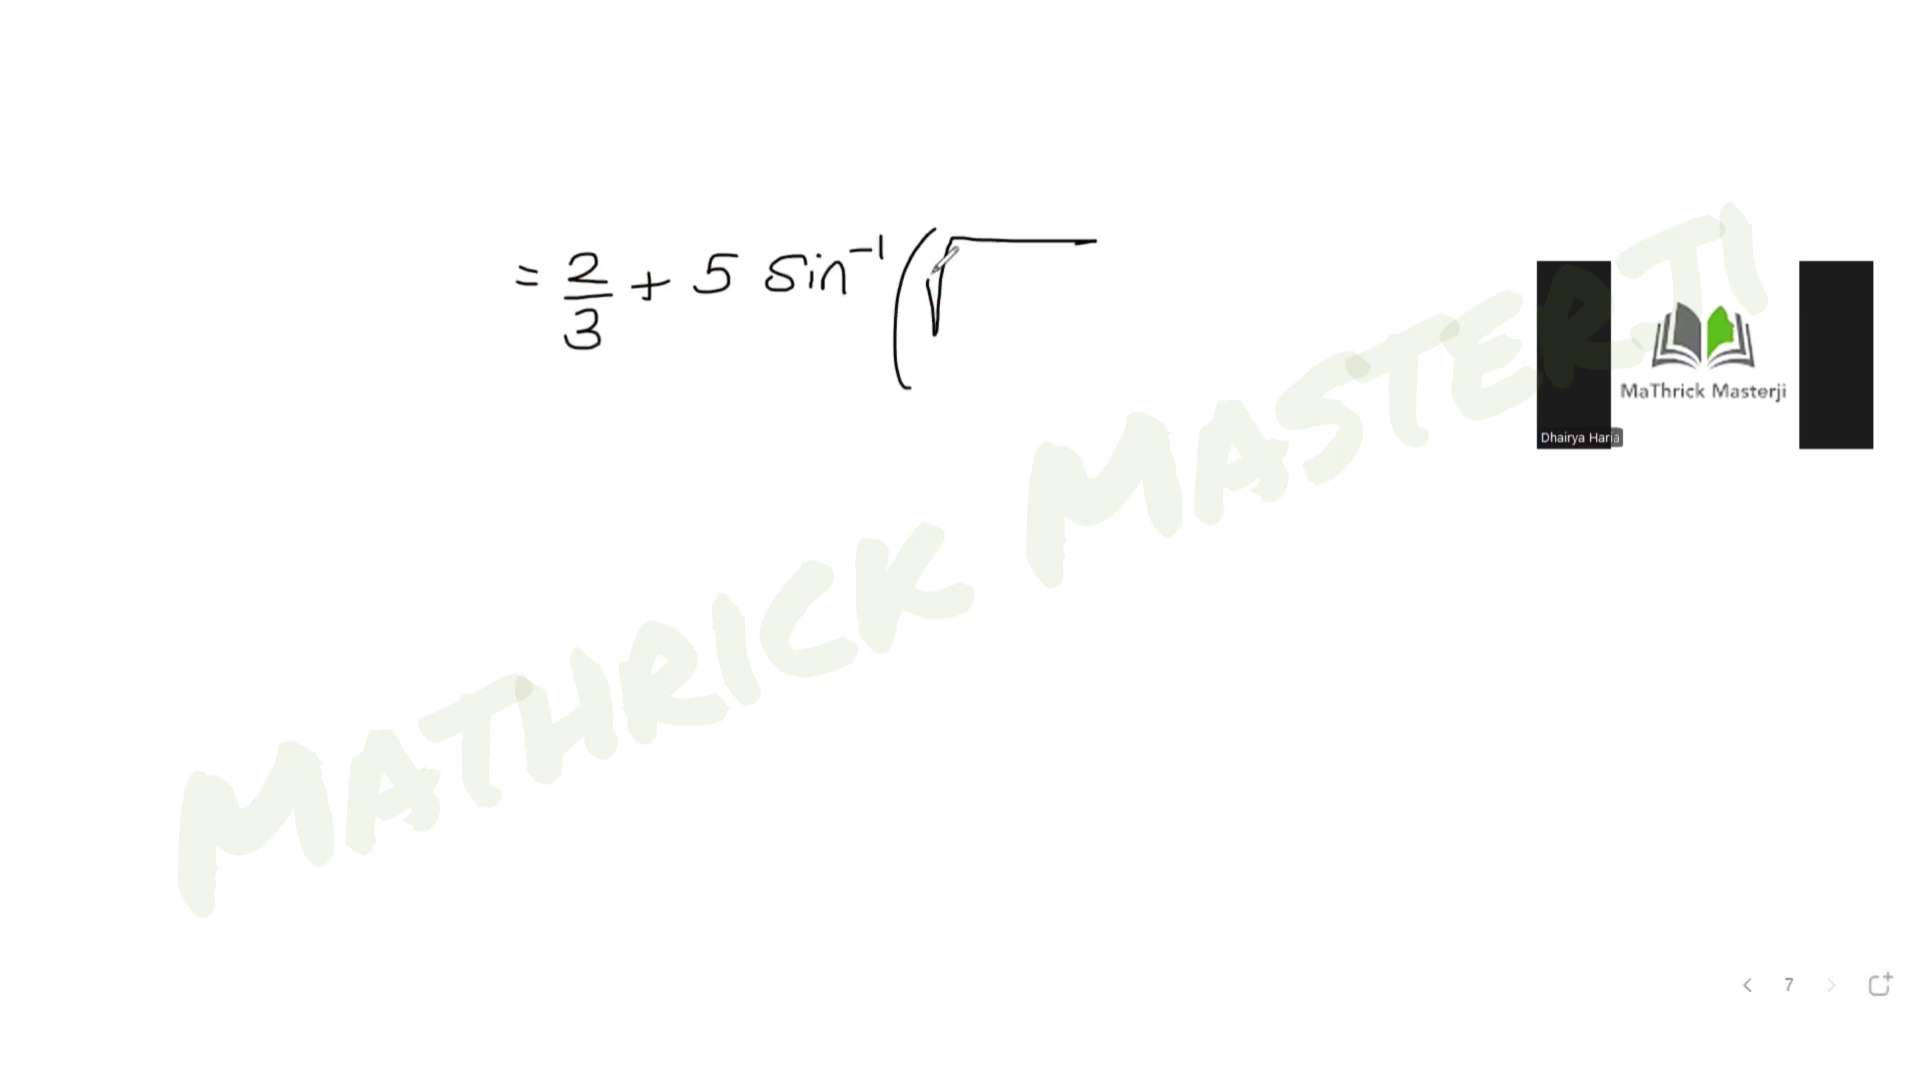 = 2/3 + 5 sin⁻¹(√
MaThrick Masterji
Dhairya Haria
MATHRICK MASTERJI
7